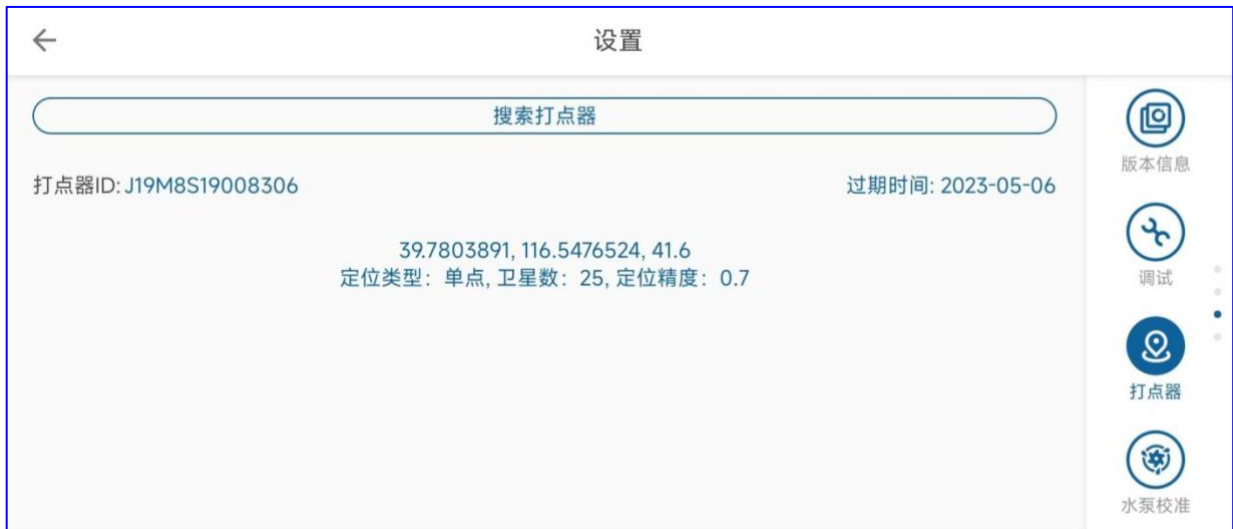 设置
搜索打点器
打点器ID: J19M8S19008306
过期时间: 2023-05-06
39.7803891, 116.5476524, 41.6
定位类型：单点, 卫星数：25, 定位精度：0.7
版本信息
调试
打点器
水泵校准